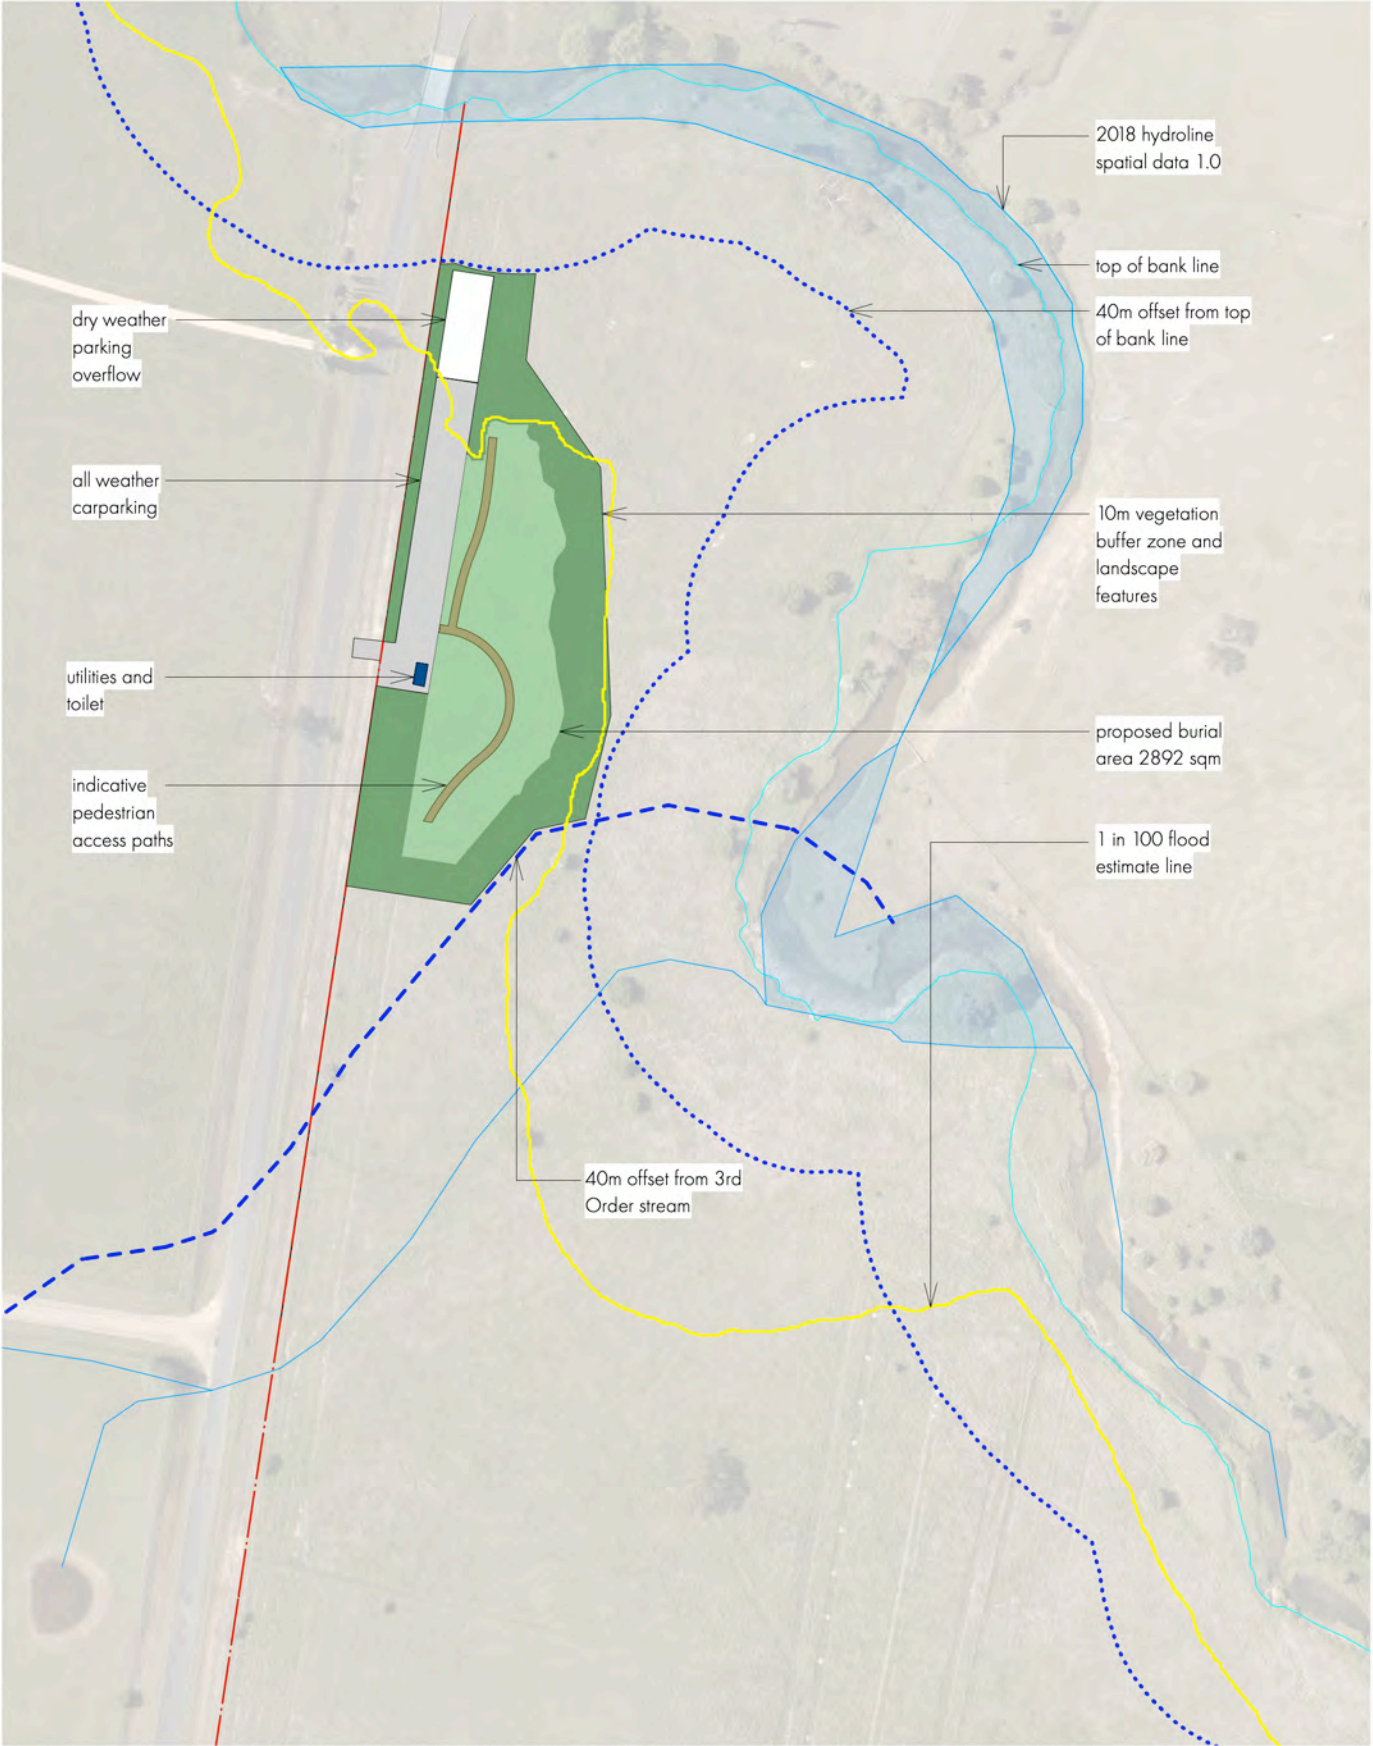 2018 hydroline
spatial data 1.0
top of bank line
40m offset from top
of bank line
dry weather
parking
overflow
all weather
carparking
10m vegetation
buffer zone and
landscape
features
utilities and
toilet
proposed burial
area 2892 sqm
indicative
pedestrian
access paths
1 in 100 flood
estimate line
40m offset from 3rd
Order stream